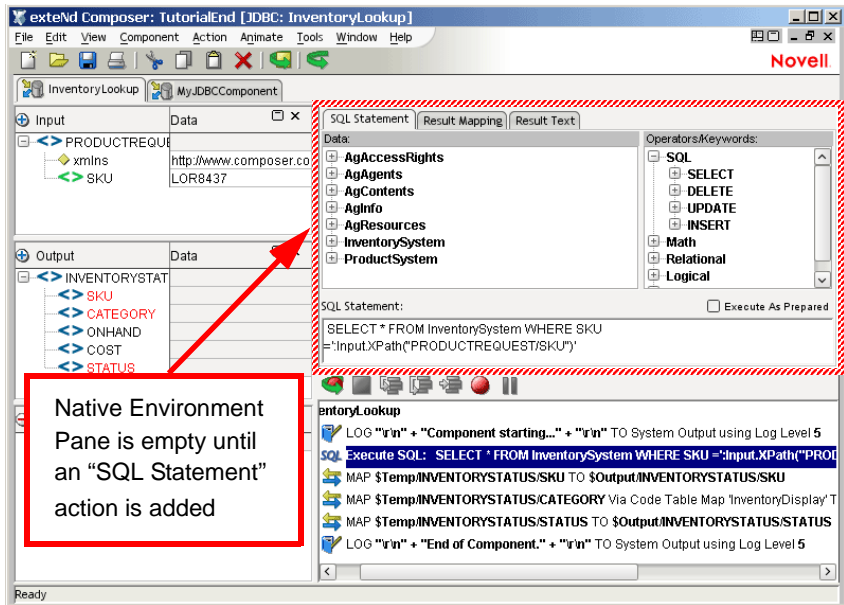 exteNd Composer: TutorialEnd [JDBC: InventoryLookup]
File Edit View Component Action Animate Tools Window Help
Novell
InventoryLookup MyJDBCComponent
Input Data
PRODUCTREQUE
xmlns http://www.composer.co
SKU LOR8437
SQL Statement Result Mapping Result Text
Data: Operators/Keywords:
AgAccessRights
AgAgents
AgContents
AgInfo
AgResources
InventorySystem
ProductSystem
SQL
SELECT
DELETE
UPDATE
INSERT
Math
Relational
Logical
Output Data
INVENTORYSTAT
SKU
CATEGORY
ONHAND
COST
STATUS
SQL Statement: Execute As Prepared
SELECT * FROM InventorySystem WHERE SKU
=':Input.XPath("PRODUCTREQUEST/SKU")'
Native Environment
Pane is empty until
an “SQL Statement”
action is added
entoryLookup
LOG "\r\n" + "Component starting..." + "\r\n" TO System Output using Log Level 5
SQL Execute SQL: SELECT * FROM InventorySystem WHERE SKU =':Input.XPath("PROD
MAP $Temp/INVENTORYSTATUS/SKU TO $Output/INVENTORYSTATUS/SKU
MAP $Temp/INVENTORYSTATUS/CATEGORY Via Code Table Map 'InventoryDisplay' T
MAP $Temp/INVENTORYSTATUS/STATUS TO $Output/INVENTORYSTATUS/STATUS
LOG "\r\n" + "End of Component." + "\r\n" TO System Output using Log Level 5
Ready